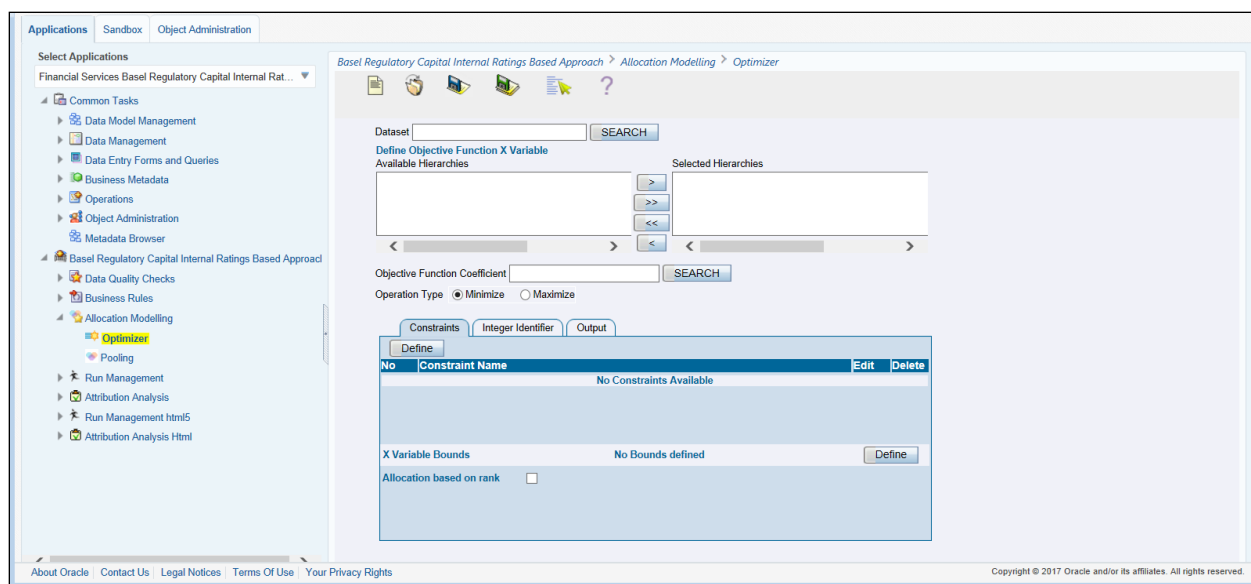 Applications Sandbox Object Administration
Select Applications
Financial Services Basel Regulatory Capital Internal Rat...
Common Tasks
Data Model Management
Data Management
Data Entry Forms and Queries
Business Metadata
Operations
Object Administration
Metadata Browser
Basel Regulatory Capital Internal Ratings Based Approacl
Data Quality Checks
Business Rules
Allocation Modelling
Optimizer
Pooling
Run Management
Attribution Analysis
Run Management html5
Attribution Analysis Html
Basel Regulatory Capital Internal Ratings Based Approach > Allocation Modelling > Optimizer
?
Dataset SEARCH
Define Objective Function X Variable
Available Hierarchies Selected Hierarchies
>
>>
<<
<
Objective Function Coefficient SEARCH
Operation Type Minimize Maximize
Constraints Integer Identifier Output
Define
No Constraint Name Edit Delete
No Constraints Available
X Variable Bounds No Bounds defined Define
Allocation based on rank
About Oracle Contact Us Legal Notices Terms Of Use Your Privacy Rights Copyright © 2017 Oracle and/or its affiliates. All rights reserved.